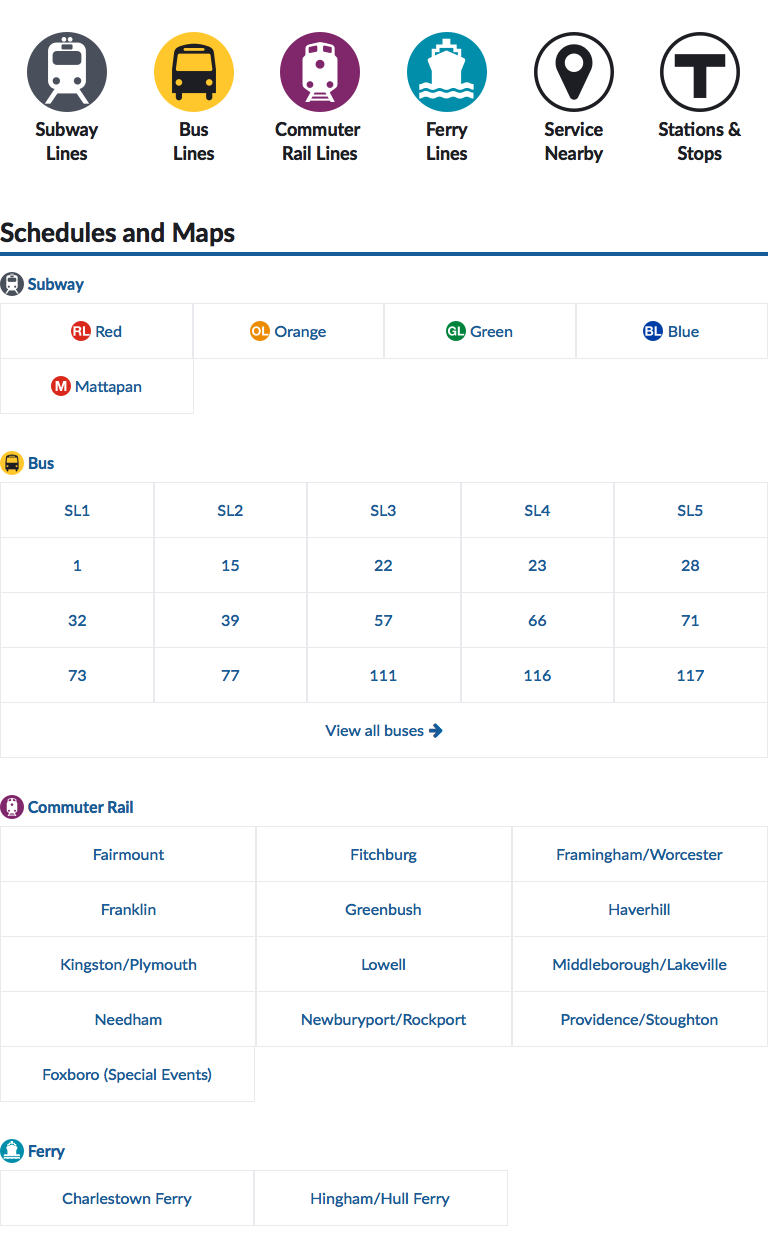 Subway Lines
Bus Lines
Commuter Rail Lines
Ferry Lines
Service Nearby
T
Stations & Stops
Schedules and Maps
Subway
RL Red
OL Orange
GL Green
BL Blue
M Mattapan
Bus
SL1 SL2 SL3 SL4 SL5
1 15 22 23 28
32 39 57 66 71
73 77 111 116 117
View all buses
Commuter Rail
Fairmount Fitchburg Framingham/Worcester
Franklin Greenbush Haverhill
Kingston/Plymouth Lowell Middleborough/Lakeville
Needham Newburyport/Rockport Providence/Stoughton
Foxboro (Special Events)
Ferry
Charlestown Ferry Hingham/Hull Ferry